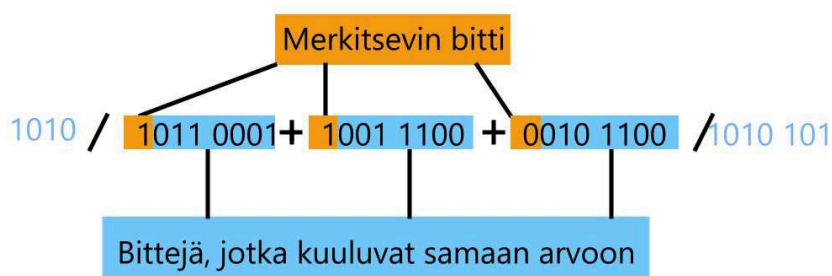 Merkitsevin bitti
1010 / 1011 0001 + 1001 1100 + 0010 1100 / 1010 101
Bittejä, jotka kuuluvat samaan arvoon